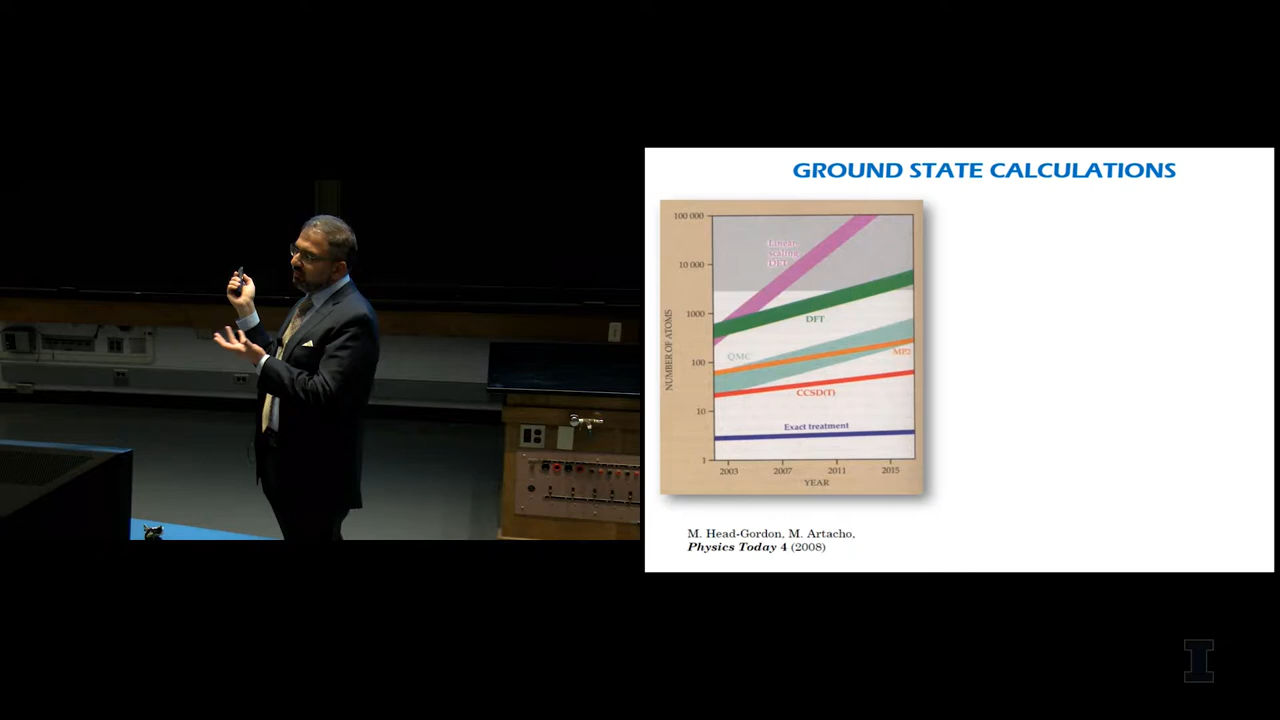 GROUND STATE CALCULATIONS
100 000
10 000
1000
100
10
1
NUMBER OF ATOMS
Linear
scaling
DFT
DFT
QMC
MP2
CCSD(T)
Exact treatment
2003
2007
2011
2015
YEAR
M. Head-Gordon, M. Artacho,
Physics Today 4 (2008)
I